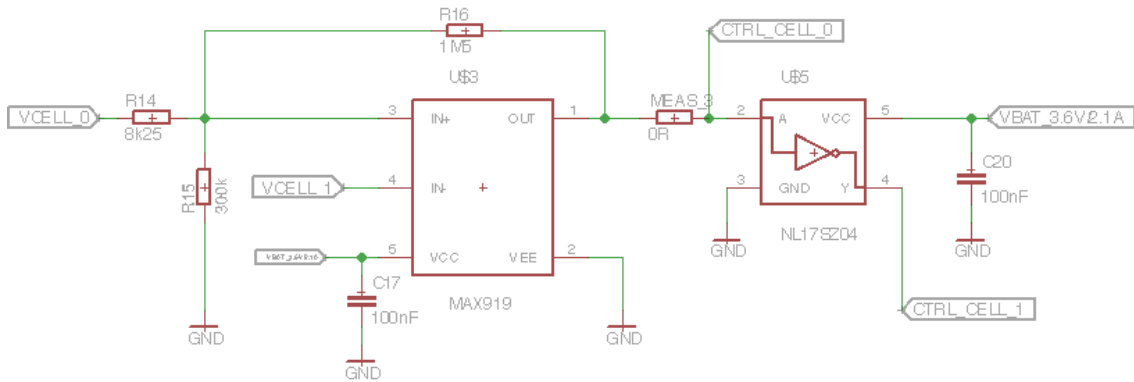 R16
1M5
CTRL_CELL_0
U$3
U$5
R14
MEAS_3
VCELL_0
8k25
3
IN+
OUT
1
0R
2
A
VCC
5
VBAT_3.6V/2.1A
R15
300k
VCELL_1
4
IN-
3
GND
Y
4
C20
100nF
GND
NL17SZ04
GND
5
VCC
VEE
2
C17
100nF
MAX919
CTRL_CELL_1
GND
GND
GND